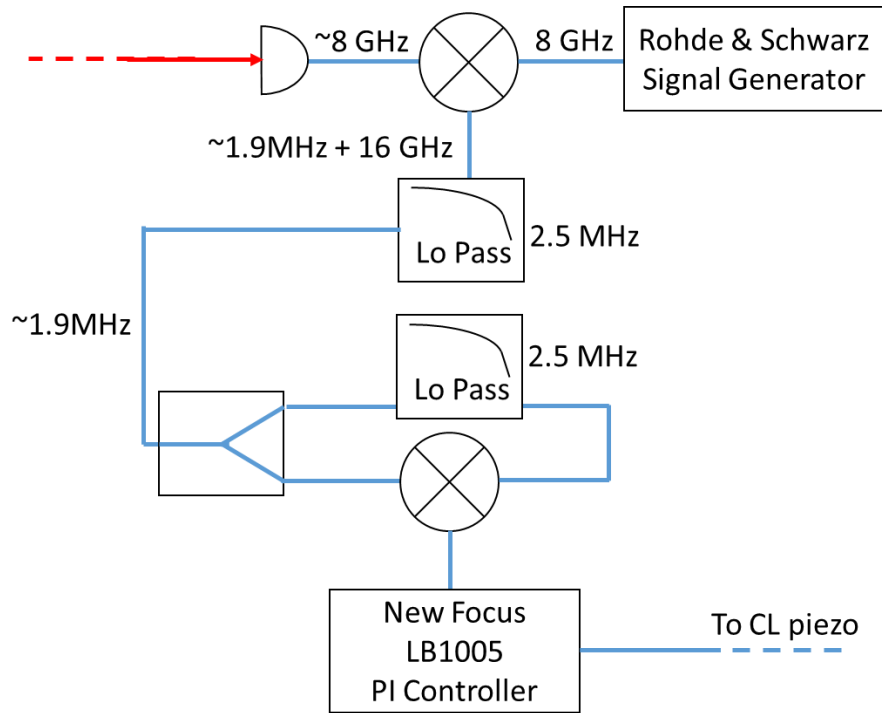 ~8 GHz
8 GHz
Rohde & Schwarz
Signal Generator
~1.9MHz + 16 GHz
Lo Pass
2.5 MHz
~1.9MHz
Lo Pass
2.5 MHz
New Focus
LB1005
PI Controller
To CL piezo